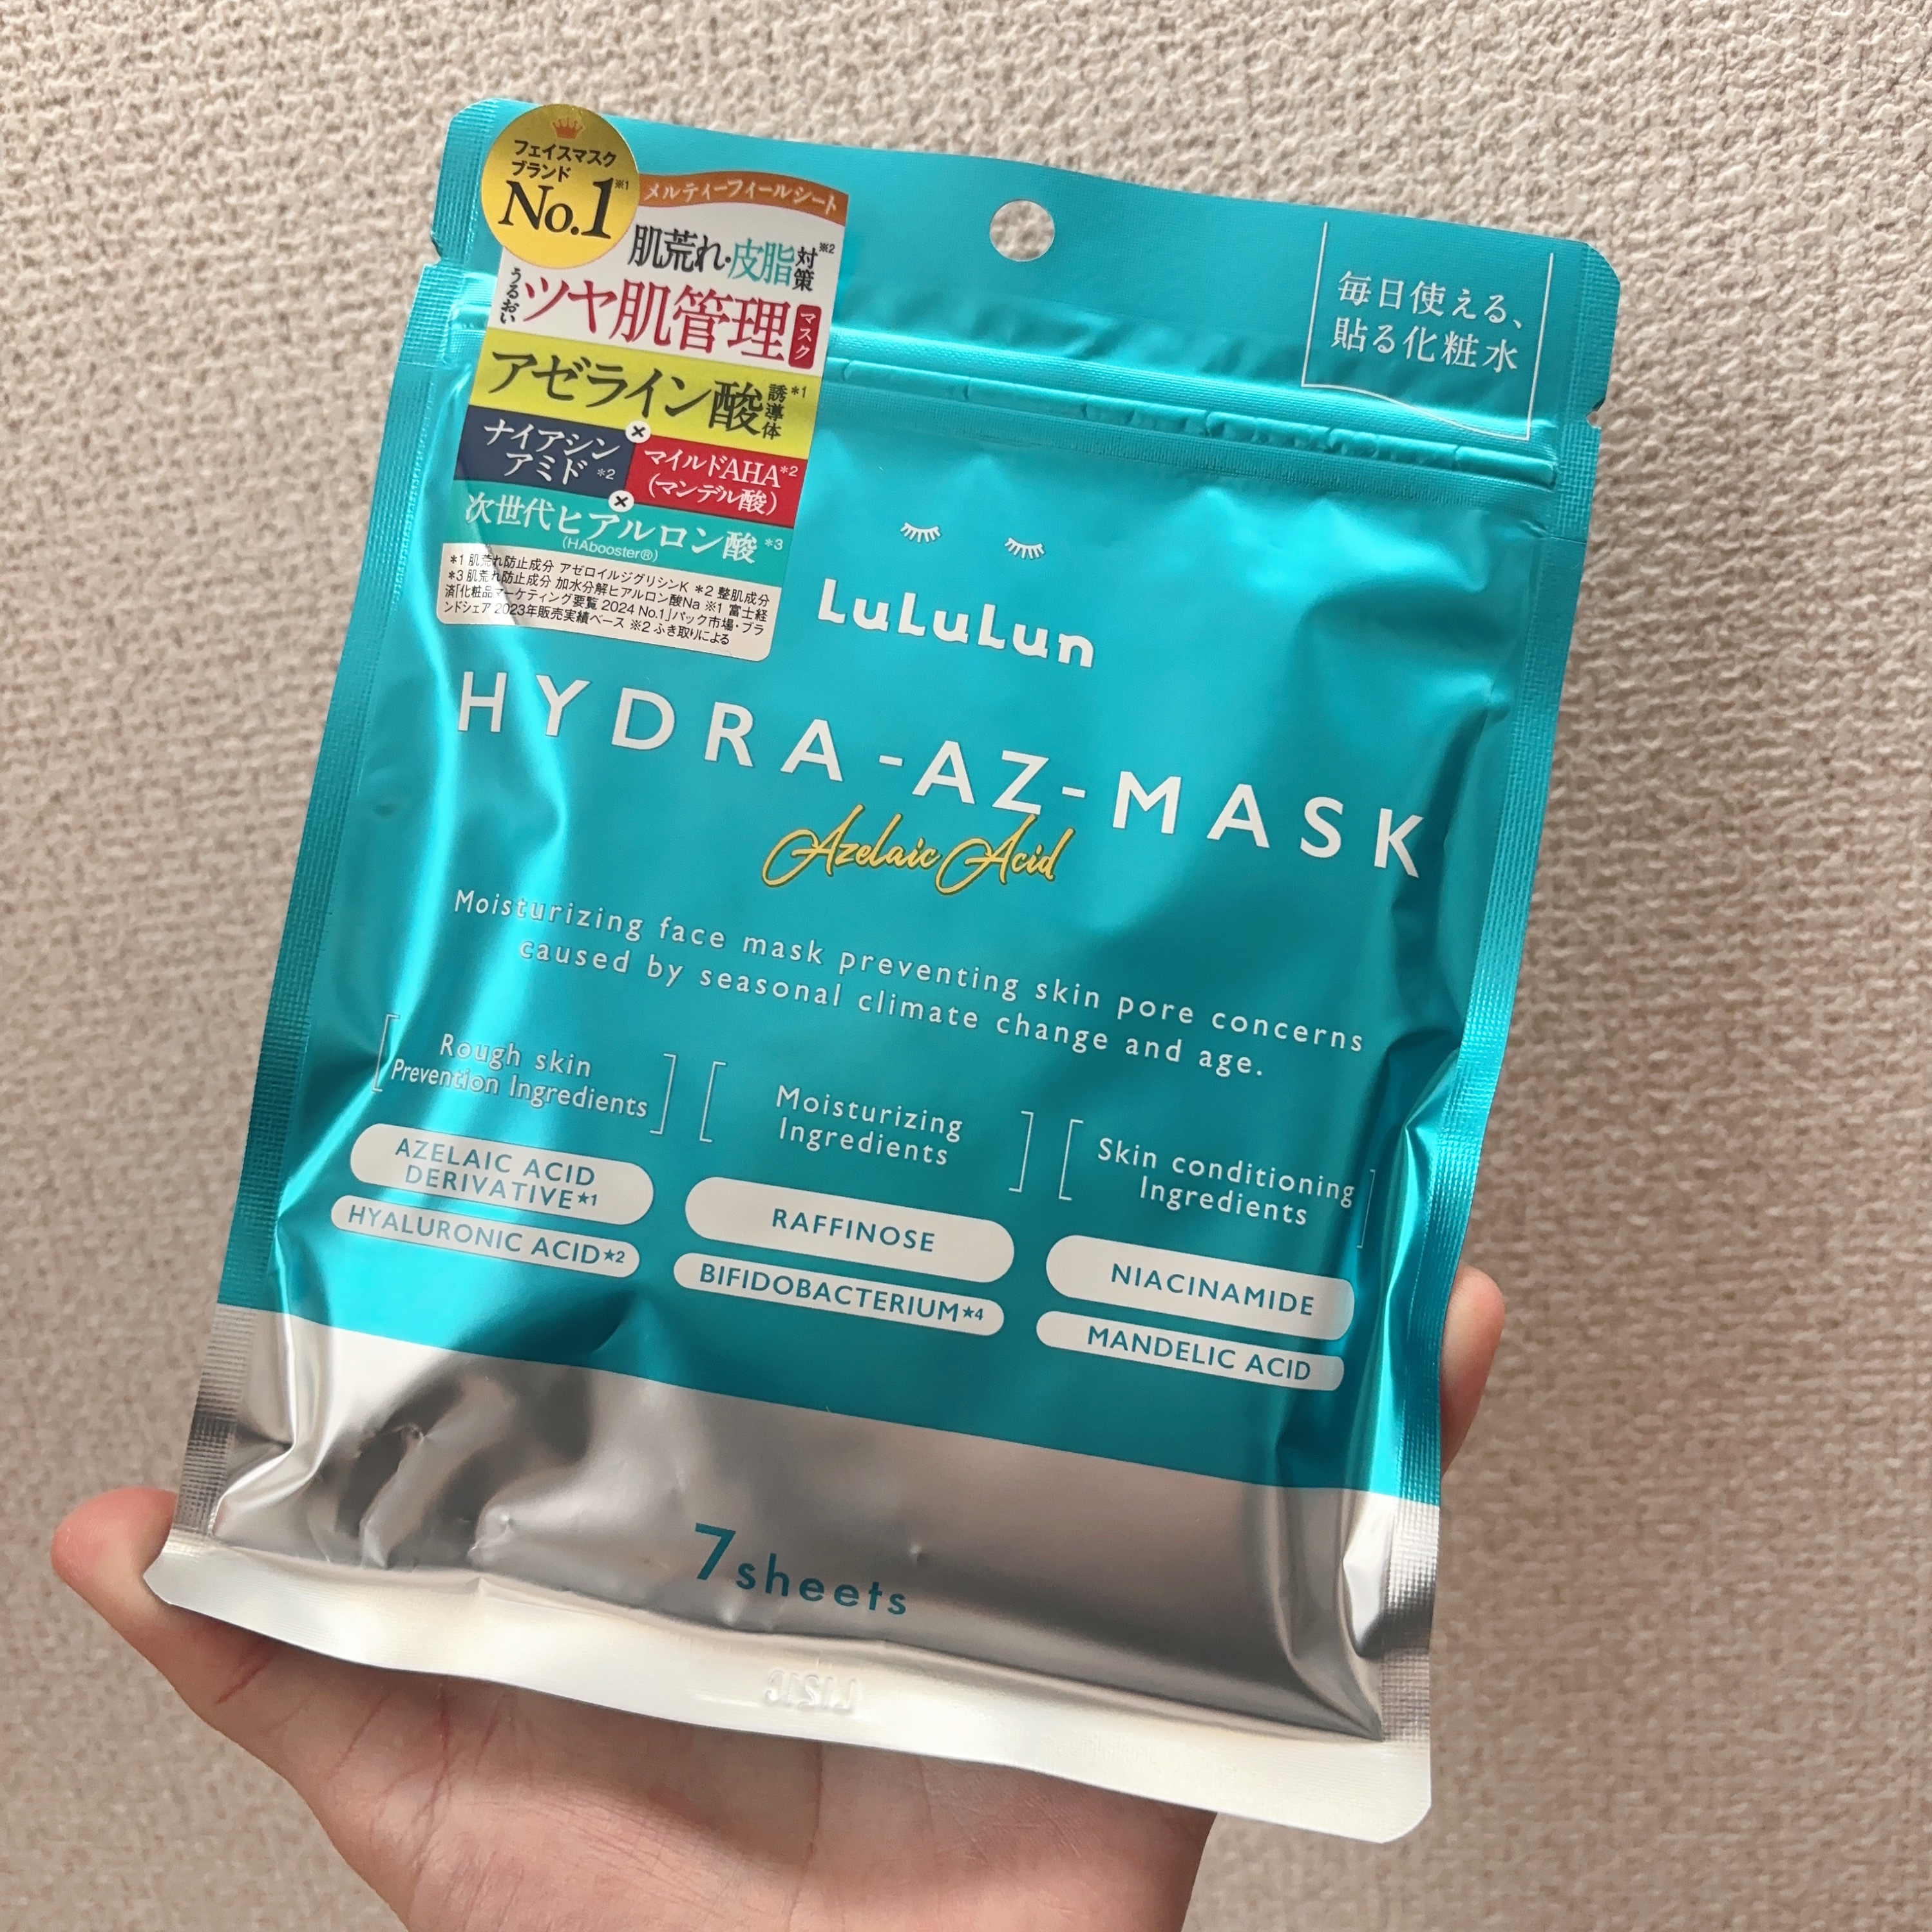 フェイスマスク
ブランド
No.1※1
メルティーフィールシート
肌荒れ・皮脂対策※2
うるおいツヤ肌管理マスク
アゼライン酸誘導体*1
×
ナイアシン
アミド*2
マイルドAHA*2
(マンデル酸)
×
次世代ヒアルロン酸*3
(HAbooster®)
*1 肌荒れ防止成分 アゼロイルジグリシンK *2 整肌成分
*3 肌荒れ防止成分 加水分解ヒアルロン酸Na ※1 富士経
済「化粧品マーケティング要覧 2024 No.1」パック市場・ブラ
ンドシェア 2023年販売実績ベース ※2 ふき取りによる
毎日使える、
貼る化粧水
LuLuLun
HYDRA-AZ-MASK
Azelaic Acid
Moisturizing face mask preventing skin pore concerns
caused by seasonal climate change and age.
Rough skin
Prevention Ingredients
AZELAIC ACID
DERIVATIVE★1
HYALURONIC ACID★2
Moisturizing
Ingredients
RAFFINOSE
BIFIDOBACTERIUM★4
Skin conditioning
Ingredients
NIACINAMIDE
MANDELIC ACID
7sheets